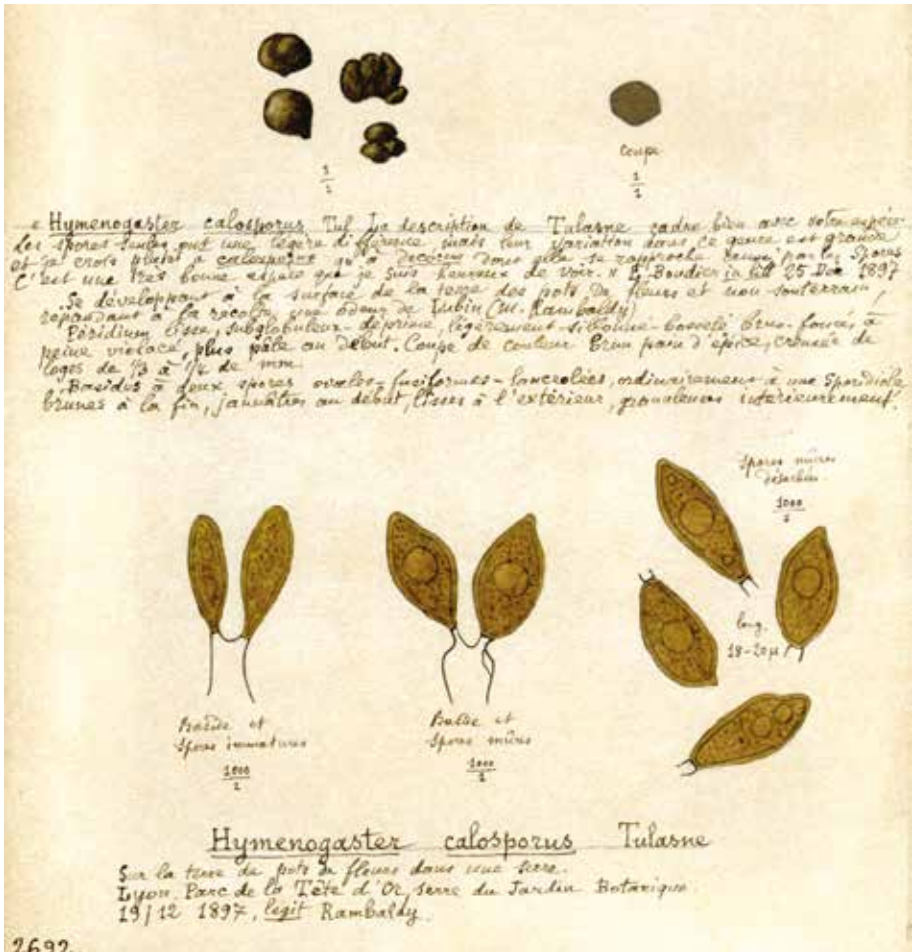 1/1
Coupe
1/1
« Hymenogaster calosporus Tul La description de Tulasne cadre bien avec votre espèce
les spores seules ont une légère différence mais leur variation dans ce genre est grande
et je crois plutôt à calosporus qu'à decorus dont elle se rapproche aussi par les spores
C'est une très bonne espèce que je suis heureux de voir. » E. Boudier in litt 25 Déc 1897
Se développant à la surface de la terre des pots de fleurs et non souterrain,
répandant à la récolte une odeur de Lubin (M. Rambaldy)
Péridium lisse, subglobuleux-déprimé, légèrement sillonné-bosselé brun-foncé, à
peine violacé, plus pâle au début. Coupe de couleur brun pain d'épice, creusée de
loges de 1/3 à 1/4 de mm.
Basides à deux spores ovales-fusiformes-lancéolées, ordinairement à une sporidiole
brunes à la fin, jaunâtres au début, lisses à l'extérieur, granuleuses intérieurement.
Spores mûres
1000/1
long.
18-20µ
Baside et
Spores immatures
1000/1
Baside et
Spores mûres
1000/1
Hymenogaster calosporus Tulasne
Sur la terre de pots de fleurs dans une serre.
Lyon. Parc de la Tête d'Or, serre du Jardin Botanique
19/12 1897, legit Rambaldy.
2692